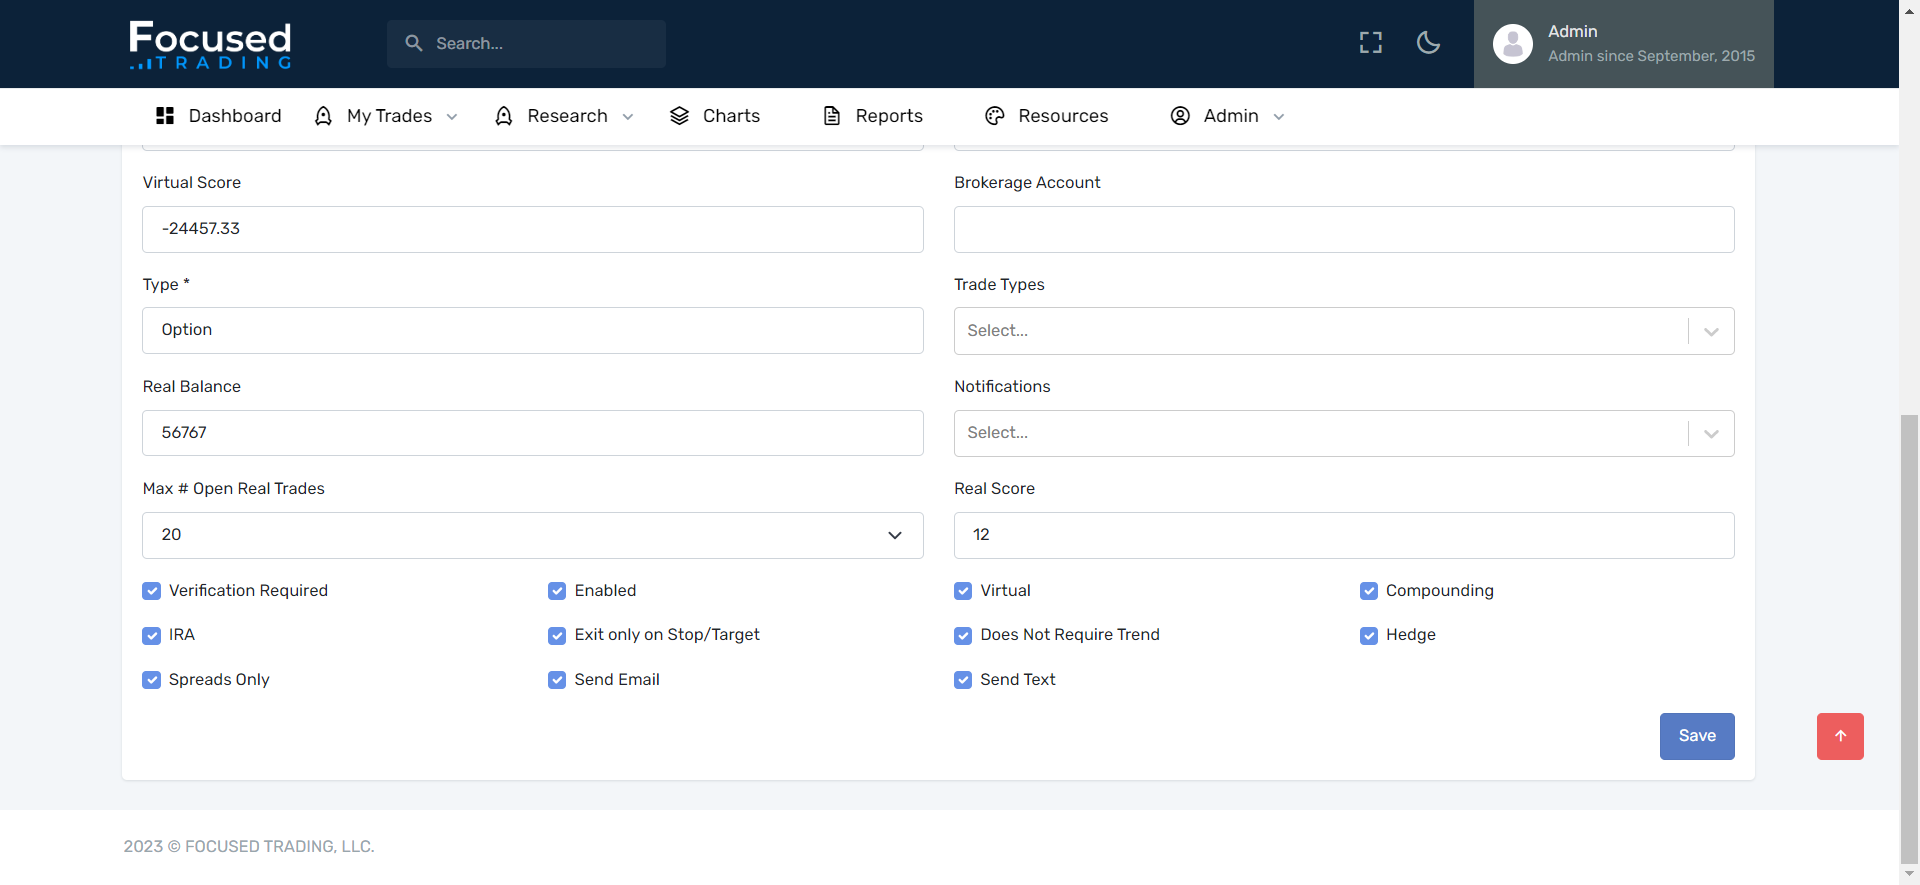 Focused
TRADING
Search...
Admin
Admin since September, 2015
Dashboard
My Trades
Research
Charts
Reports
Resources
Admin
Virtual Score
Brokerage Account
-24457.33
Type *
Trade Types
Option
Select...
Real Balance
Notifications
56767
Select...
Max # Open Real Trades
Real Score
20
12
Verification Required
Enabled
Virtual
Compounding
IRA
Exit only on Stop/Target
Does Not Require Trend
Hedge
Spreads Only
Send Email
Send Text
Save
2023 © FOCUSED TRADING, LLC.